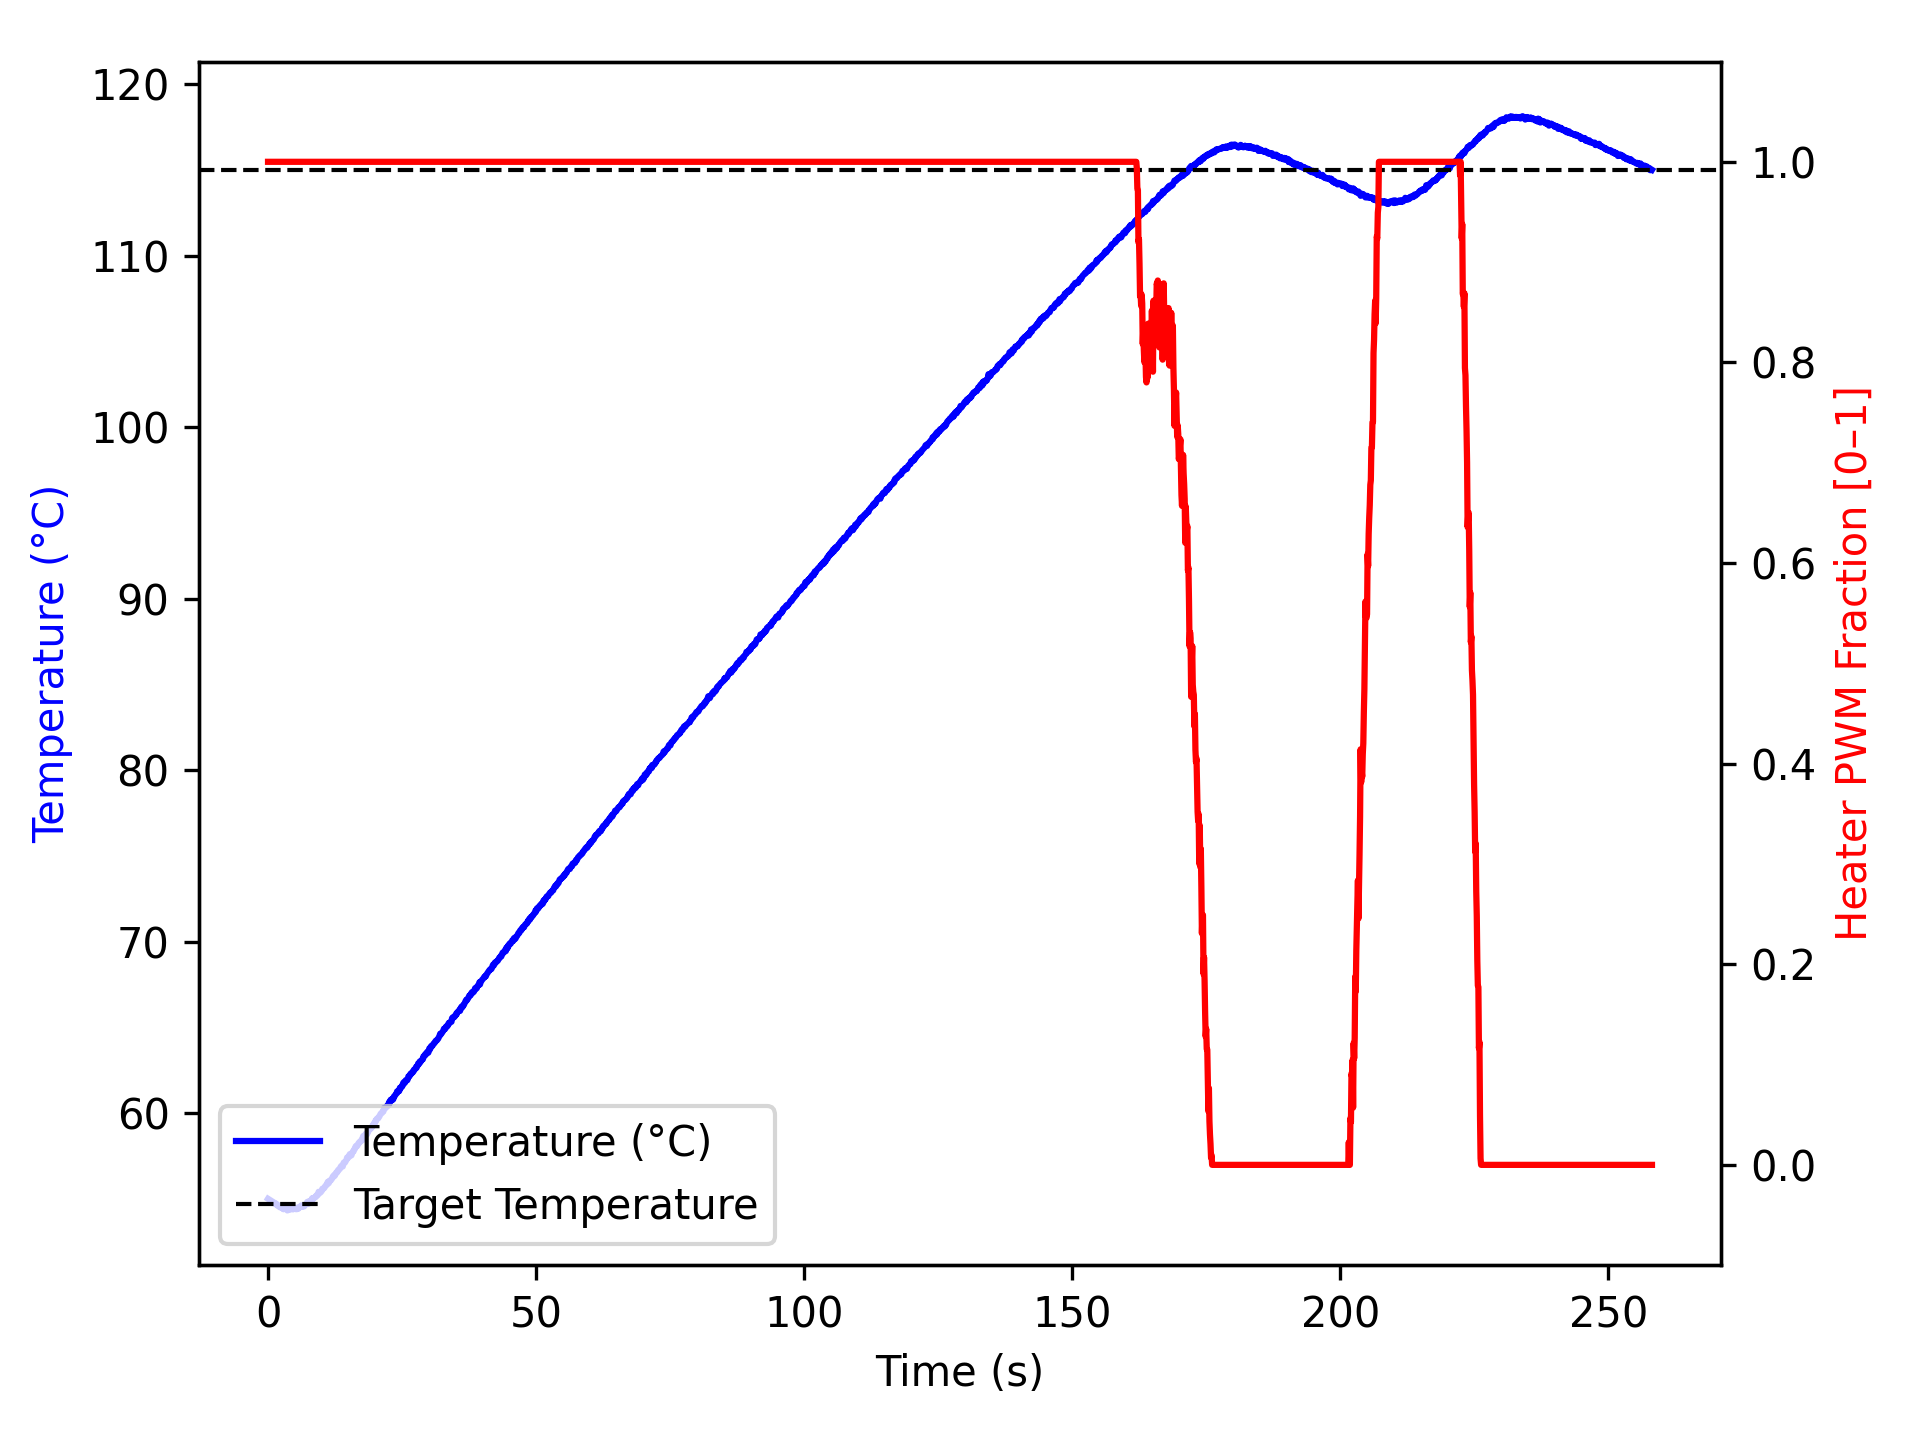 120
110
100
90
80
70
60
Temperature (°C)
1.0
0.8
0.6
0.4
0.2
0.0
Heater PWM Fraction [0–1]
Temperature (°C)
Target Temperature
0 50 100 150 200 250
Time (s)